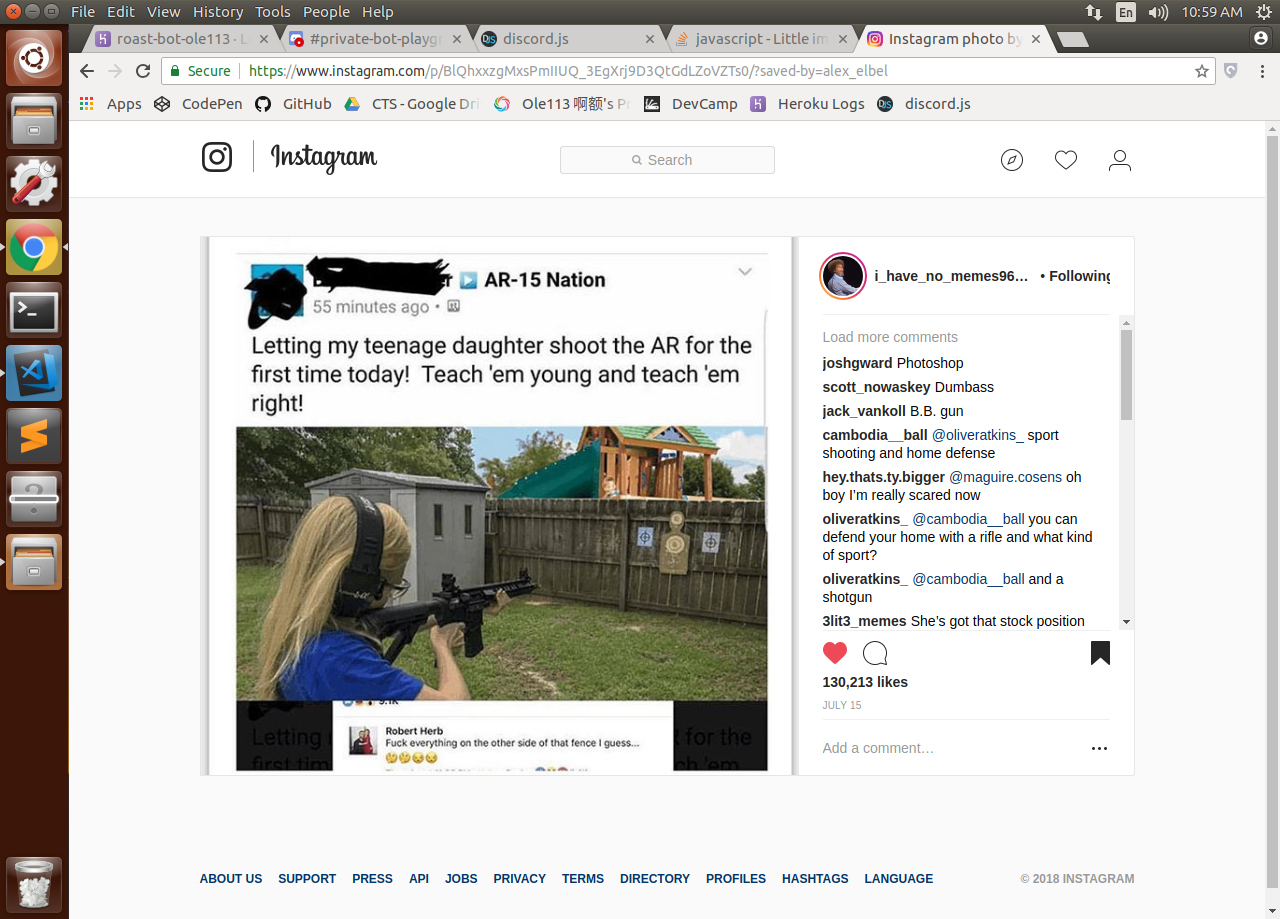 File Edit View History Tools People Help
En 10:59 AM
roast-bot-ole113 · L
#private-bot-playgr
discord.js
javascript - Little im
Instagram photo by
Secure https://www.instagram.com/p/BlQhxxzgMxsPmIIUQ_3EgXrj9D3QtGdLZoVZTs0/?saved-by=alex_elbel
Apps CodePen GitHub CTS - Google Dri Ole113 啊额's Pr DevCamp Heroku Logs discord.js
Instagram
Search
AR-15 Nation
55 minutes ago
Letting my teenage daughter shoot the AR for the
first time today! Teach 'em young and teach 'em
right!
9.1K
Letting
for the
first tim
ch 'em
Robert Herb
Fuck everything on the other side of that fence I guess...
i_have_no_memes96... • Following
Load more comments
joshgward Photoshop
scott_nowaskey Dumbass
jack_vankoll B.B. gun
cambodia__ball @oliveratkins_ sport
shooting and home defense
hey.thats.ty.bigger @maguire.cosens oh
boy I’m really scared now
oliveratkins_ @cambodia__ball you can
defend your home with a rifle and what kind
of sport?
oliveratkins_ @cambodia__ball and a
shotgun
3lit3_memes She’s got that stock position
130,213 likes
JULY 15
Add a comment…
ABOUT US SUPPORT PRESS API JOBS PRIVACY TERMS DIRECTORY PROFILES HASHTAGS LANGUAGE
© 2018 INSTAGRAM